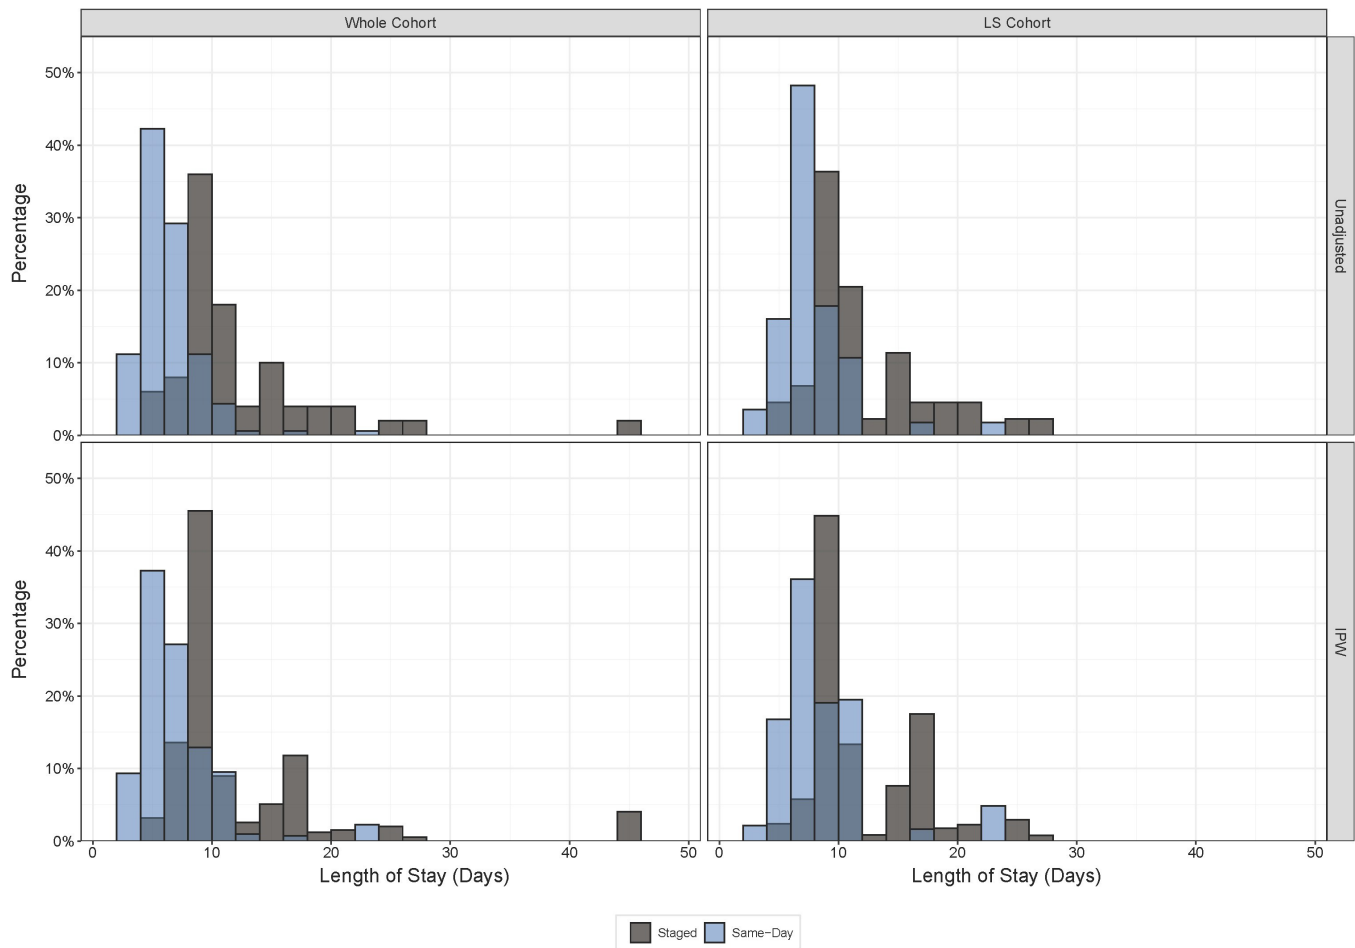 Whole Cohort
LS Cohort
50%
40%
30%
20%
10%
0%
Percentage
Unadjusted
50%
40%
30%
20%
10%
0%
Percentage
IPW
0 10 20 30 40 50
0 10 20 30 40 50
Length of Stay (Days)
Length of Stay (Days)
Staged
Same-Day